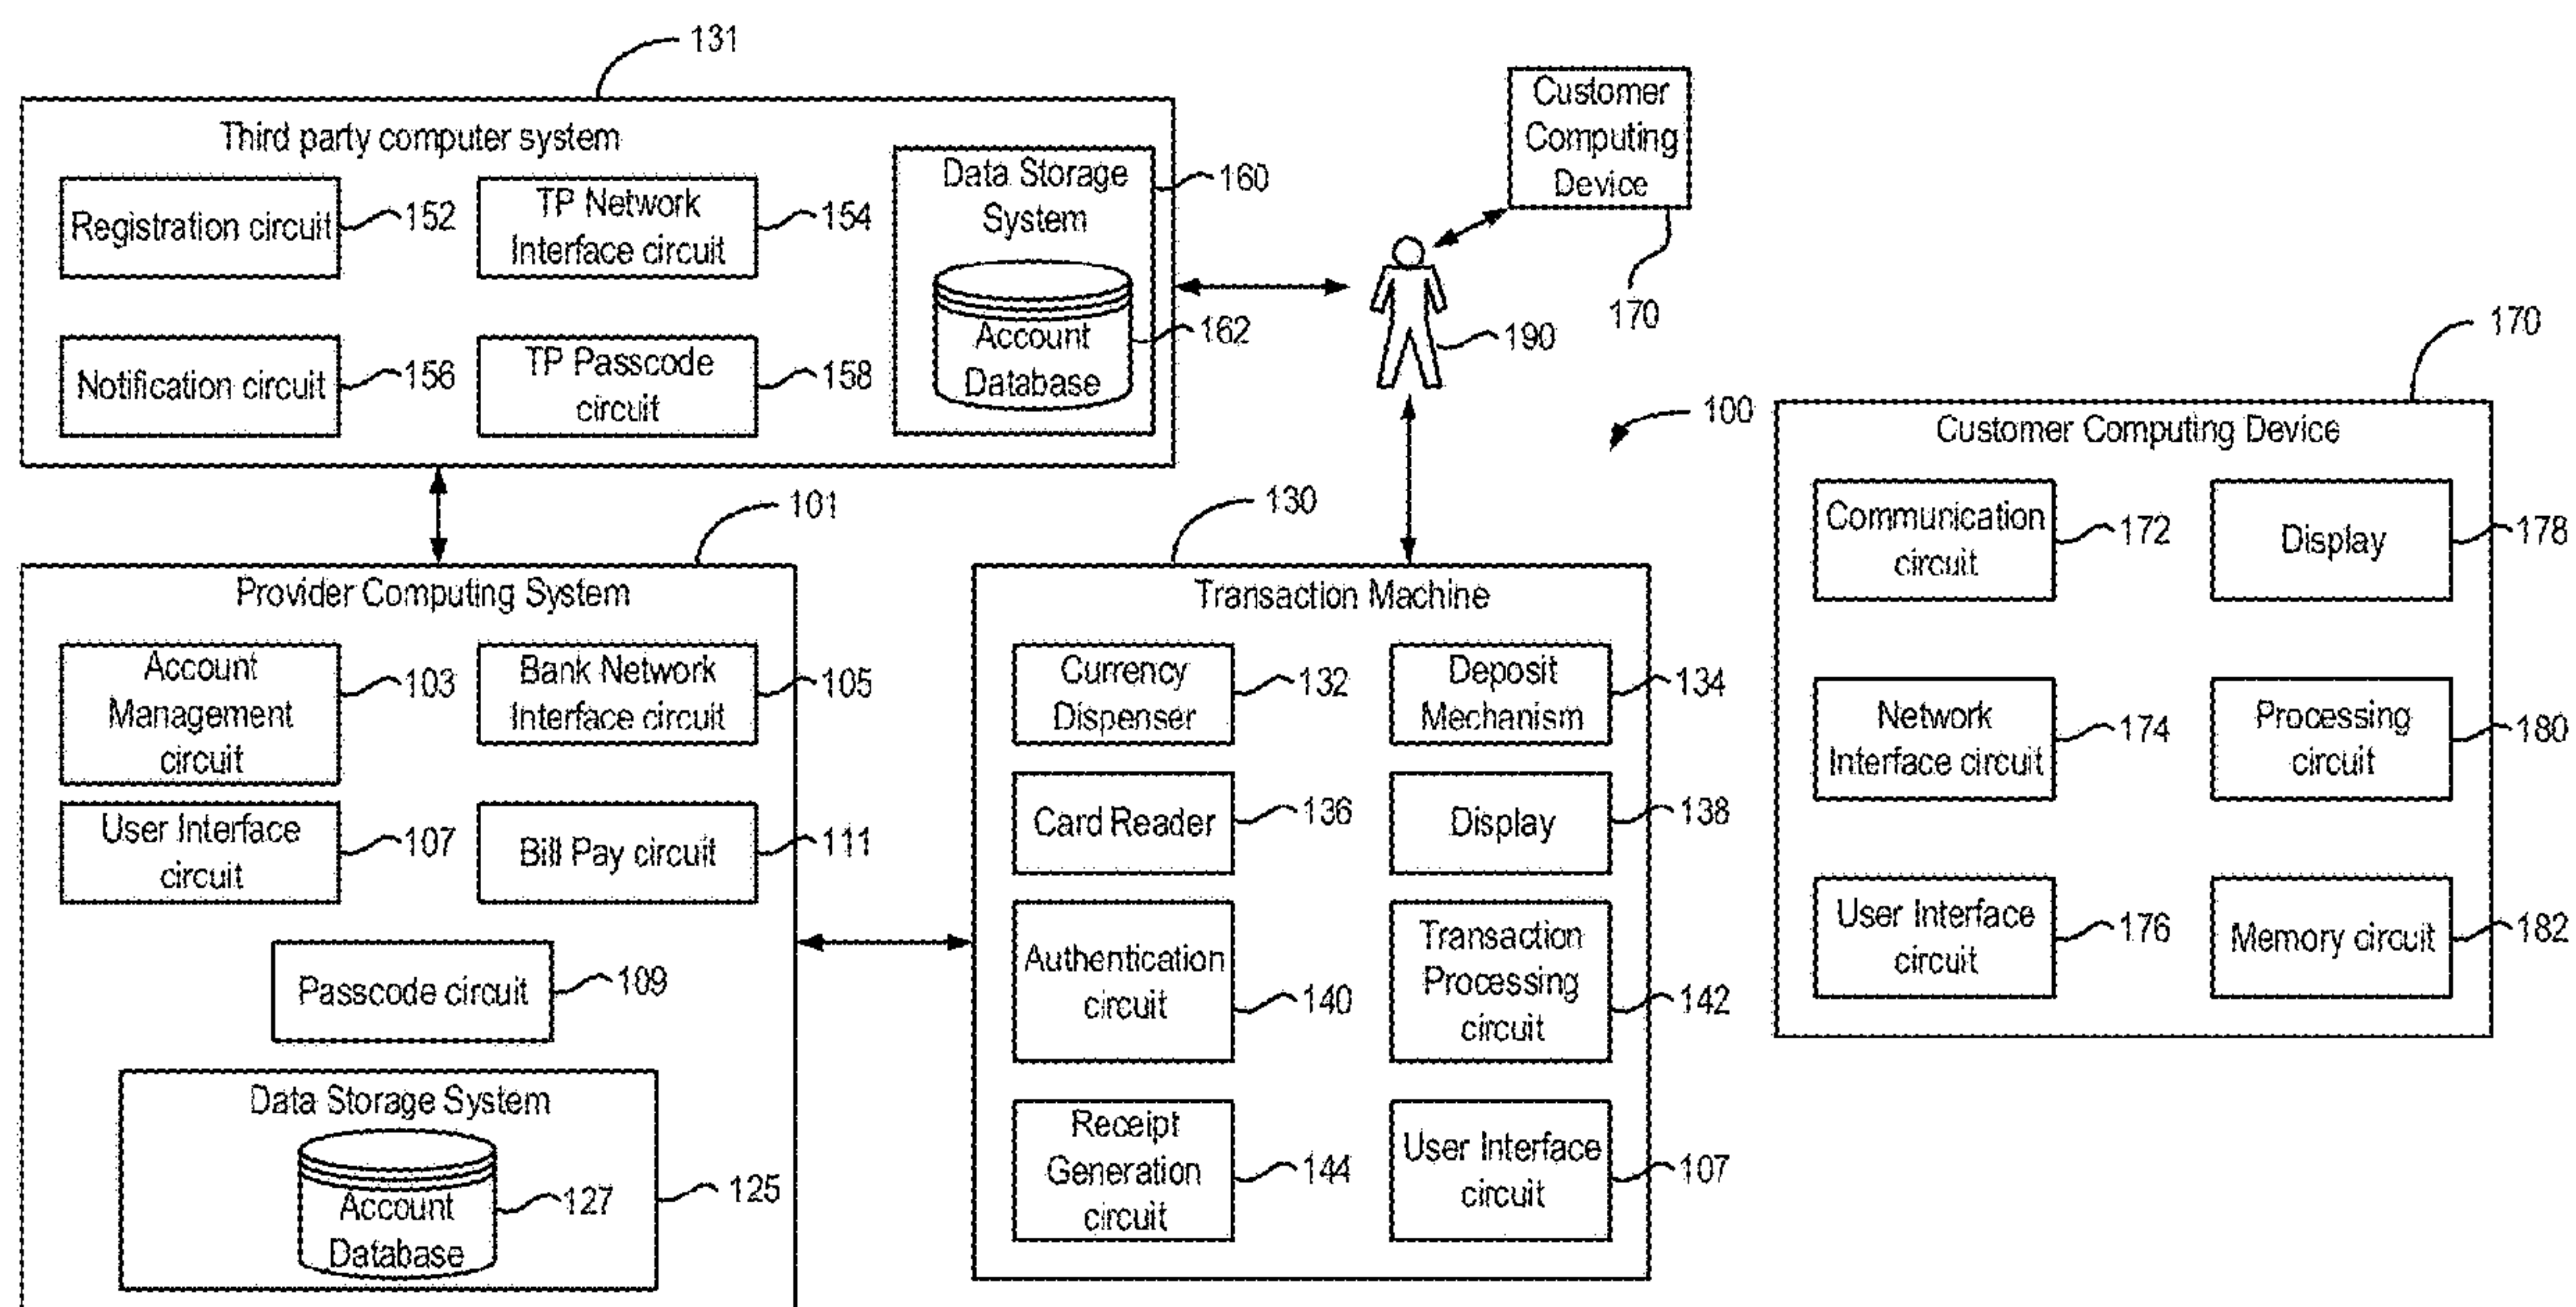 131
Third party computer system
Registration circuit
152
TP Network
Interface circuit
154
Notification circuit
156
TP Passcode
circuit
158
Data Storage
System
160
Account
Database
162
Customer
Computing
Device
170
190
100
101
Provider Computing System
Account
Management
circuit
103
Bank Network
Interface circuit
105
User Interface
circuit
107
Bill Pay circuit
111
Passcode circuit
109
Data Storage System
125
Account
Database
127
130
Transaction Machine
Currency
Dispenser
132
Deposit
Mechanism
134
Card Reader
136
Display
138
Authentication
circuit
140
Transaction
Processing
circuit
142
Receipt
Generation
circuit
144
User Interface
circuit
107
170
Customer Computing Device
Communication
circuit
172
Display
178
Network
Interface circuit
174
Processing
circuit
180
User Interface
circuit
176
Memory circuit
182